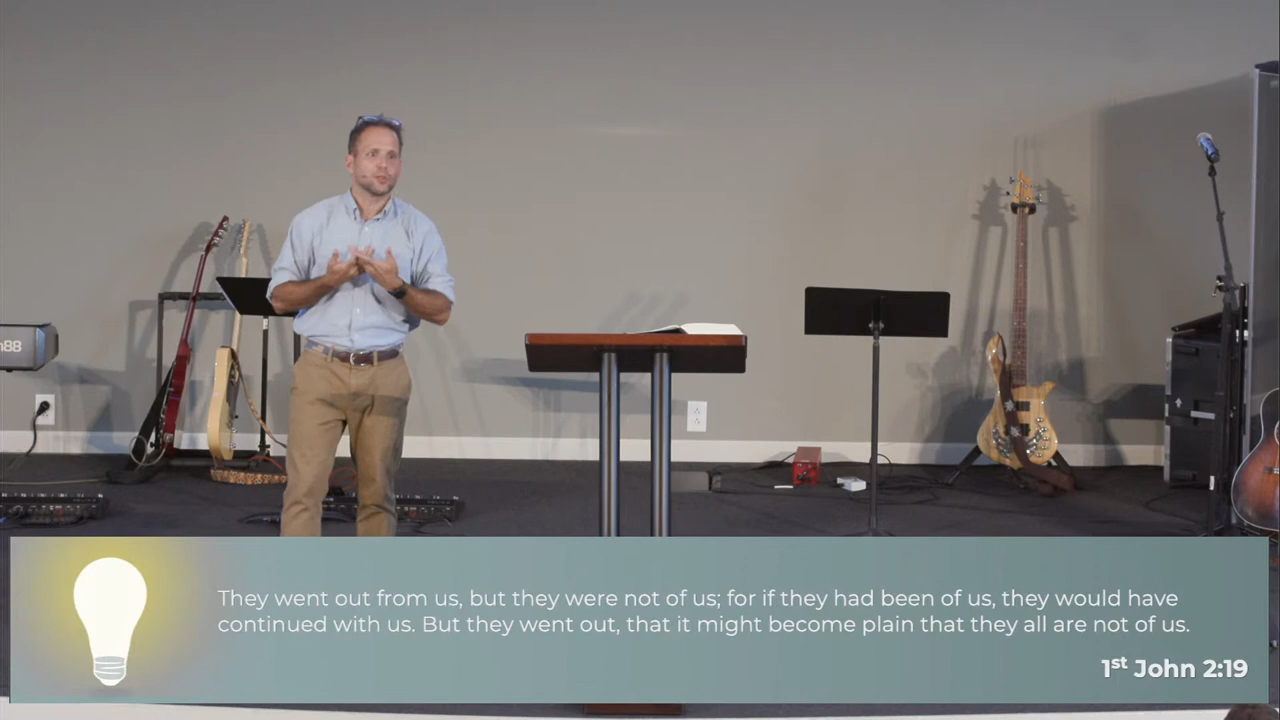 88
They went out from us, but they were not of us; for if they had been of us, they would have
continued with us. But they went out, that it might become plain that they all are not of us.
1st John 2:19